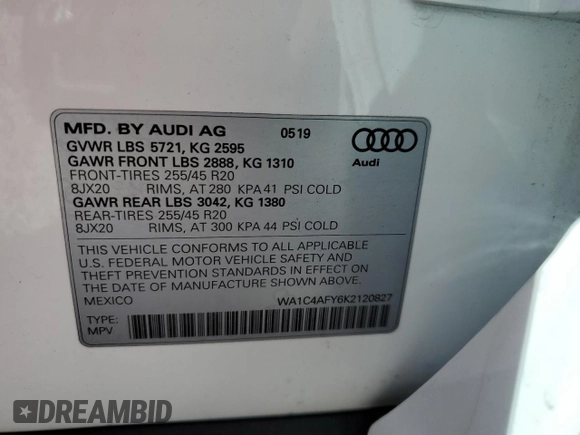 MFD. BY AUDI AG 0519
GVWR LBS 5721, KG 2595
GAWR FRONT LBS 2888, KG 1310
Audi
FRONT-TIRES 255/45 R20
8JX20 RIMS, AT 280 KPA 41 PSI COLD
GAWR REAR LBS 3042, KG 1380
REAR-TIRES 255/45 R20
8JX20 RIMS, AT 300 KPA 44 PSI COLD
THIS VEHICLE CONFORMS TO ALL APPLICABLE
U.S. FEDERAL MOTOR VEHICLE SAFETY AND
THEFT PREVENTION STANDARDS IN EFFECT ON
THE DATE OF MANUFACTURE SHOWN ABOVE.
MEXICO WA1C4AFY6K2120827
TYPE:
MPV
DREAMBID